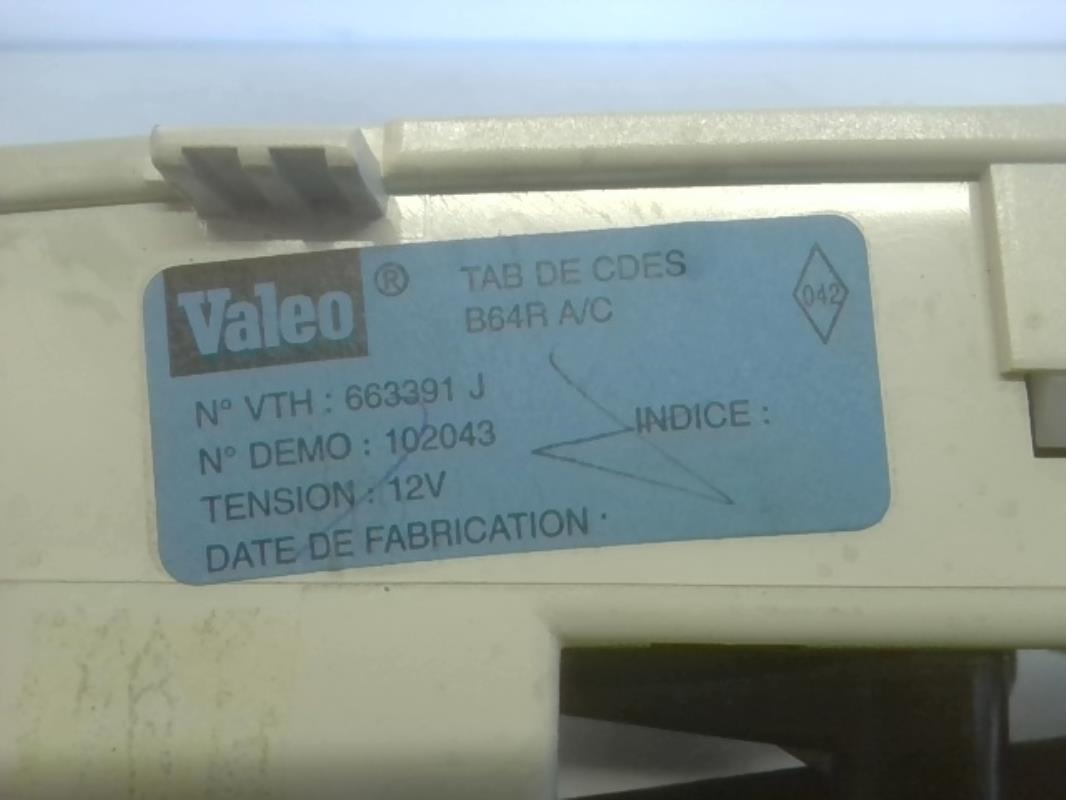 Valeo ® TAB DE CDES
B64R A/C
042
N° VTH : 663391 J
N° DEMO : 102043
INDICE :
TENSION : 12V
DATE DE FABRICATION :